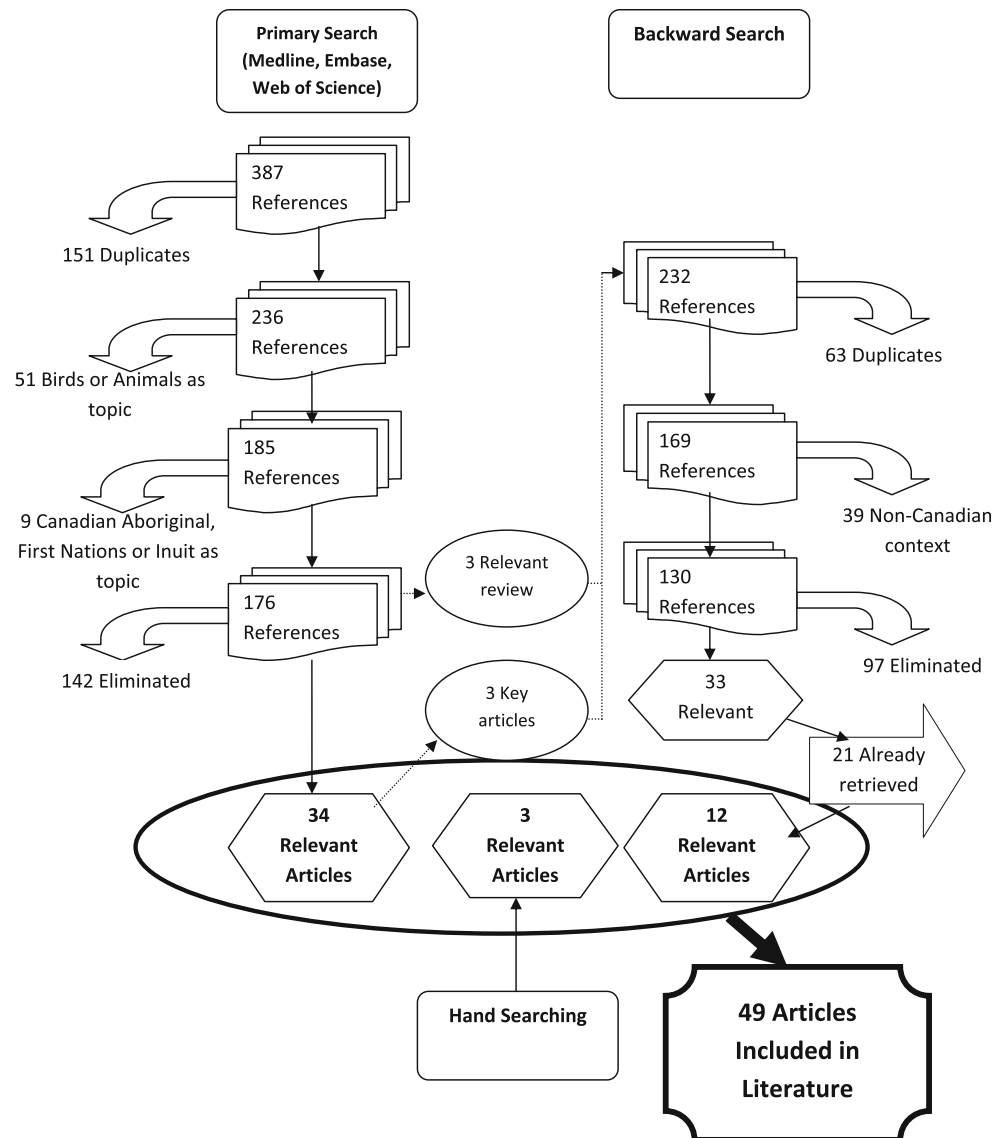 Primary Search
(Medline, Embase,
Web of Science)
Backward Search
387
References
151 Duplicates
236
References
51 Birds or Animals as
topic
185
References
9 Canadian Aboriginal,
First Nations or Inuit as
topic
176
References
142 Eliminated
3 Relevant
review
3 Key
articles
232
References
63 Duplicates
169
References
39 Non-Canadian
context
130
References
97 Eliminated
33
Relevant
21 Already
retrieved
34
Relevant
Articles
3
Relevant
Articles
12
Relevant
Articles
Hand Searching
49 Articles
Included in
Literature